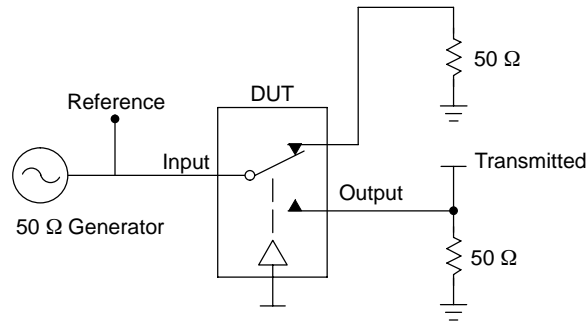 50 Ω
Reference
DUT
Input
Transmitted
Output
50 Ω Generator
50 Ω